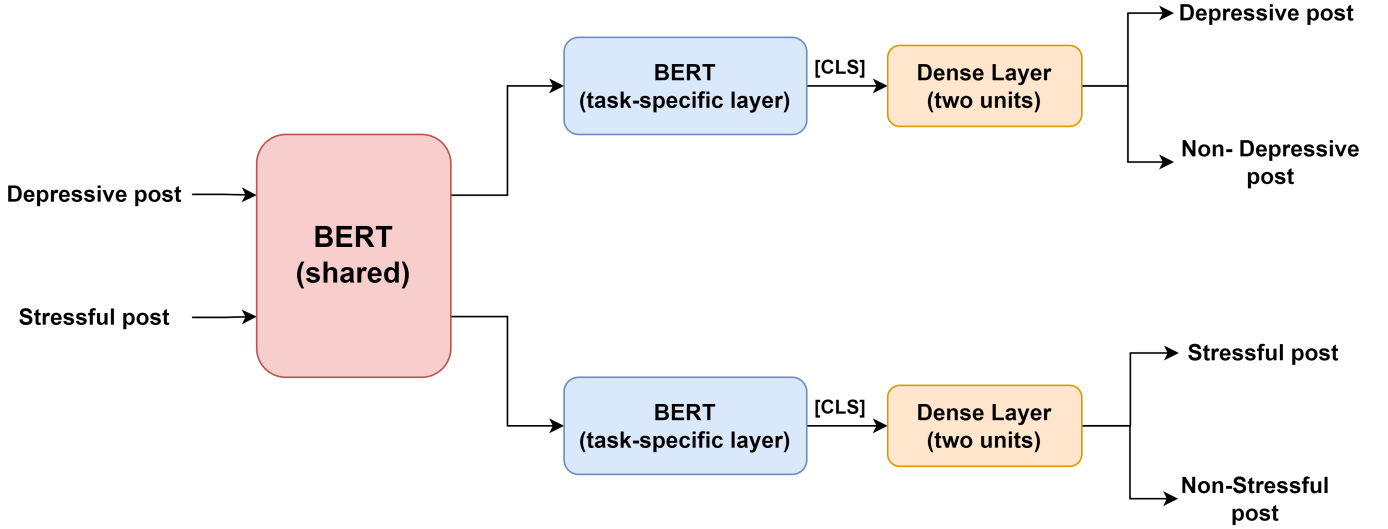 Depressive post
Stressful post
BERT
(shared)
BERT
(task-specific layer)
[CLS]
Dense Layer
(two units)
Depressive post
Non- Depressive
post
BERT
(task-specific layer)
[CLS]
Dense Layer
(two units)
Stressful post
Non-Stressful
post